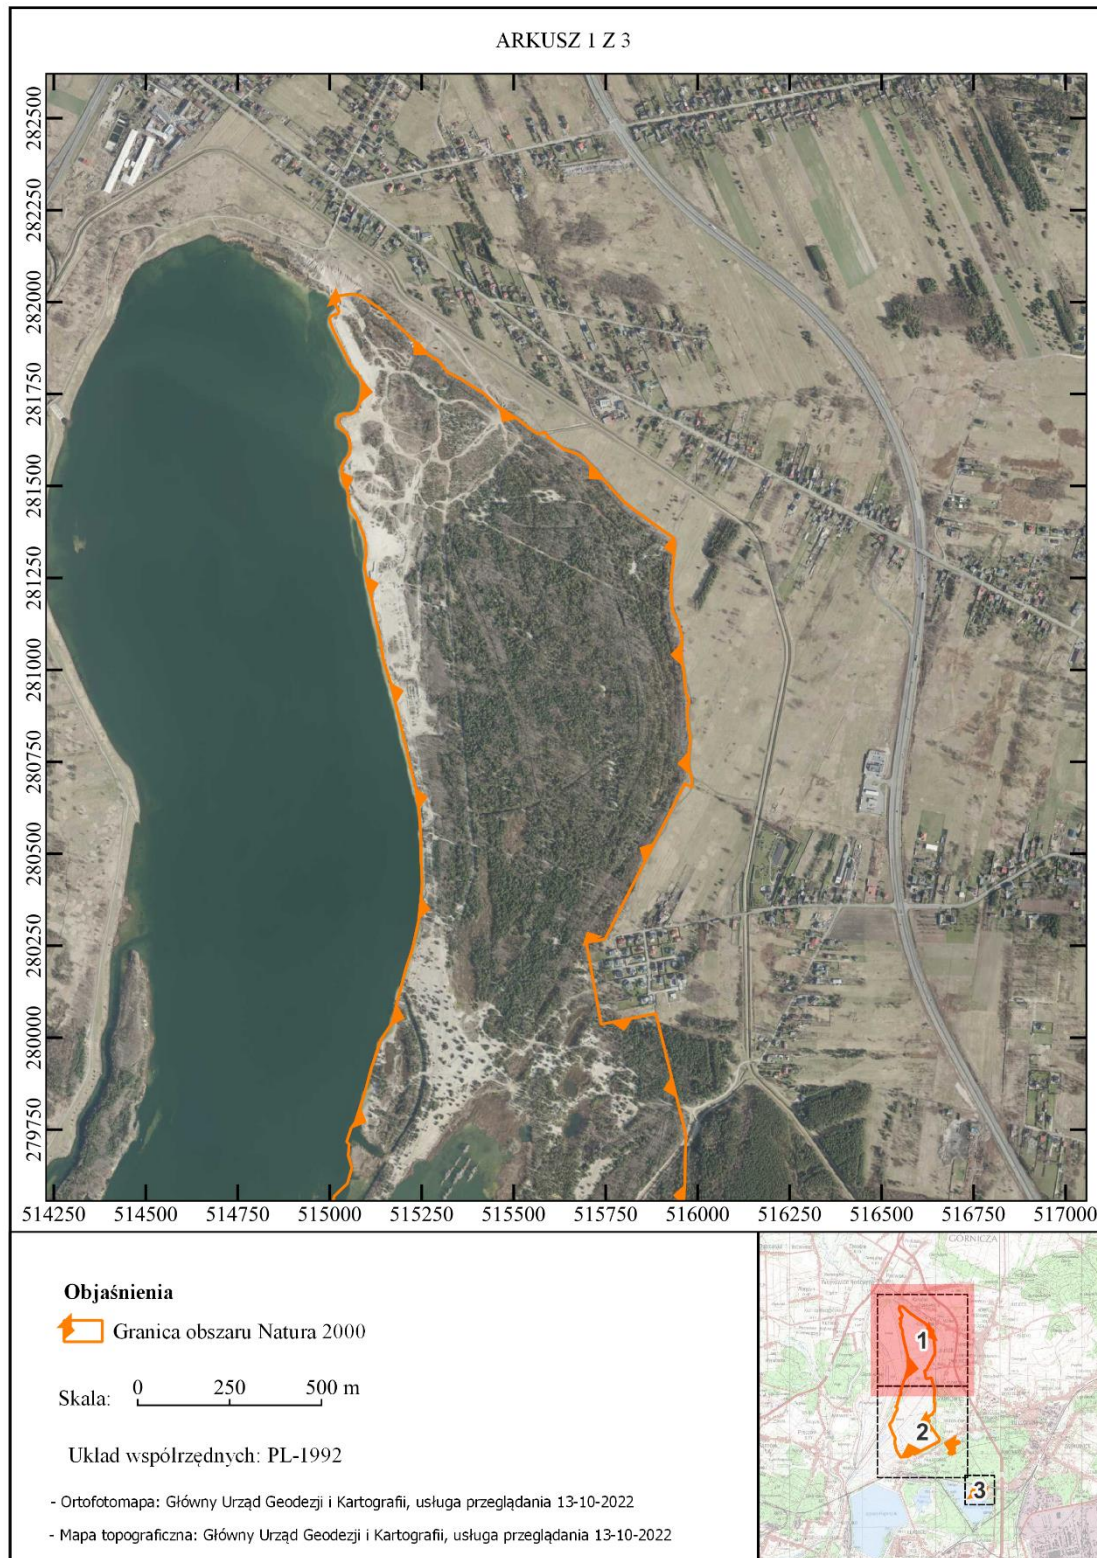 ARKUSZ 1 Z 3
282500
282250
282000
281750
281500
281250
281000
280750
280500
280250
280000
279750
514250 514500 514750 515000 515250 515500 515750 516000 516250 516500 516750 517000
Objaśnienia
Granica obszaru Natura 2000
Skala: 0 250 500 m
Układ współrzędnych: PL-1992
- Ortofotomapa: Główny Urząd Geodezji i Kartografii, usługa przeglądania 13-10-2022
- Mapa topograficzna: Główny Urząd Geodezji i Kartografii, usługa przeglądania 13-10-2022
GÓRNICZA
1
2
3